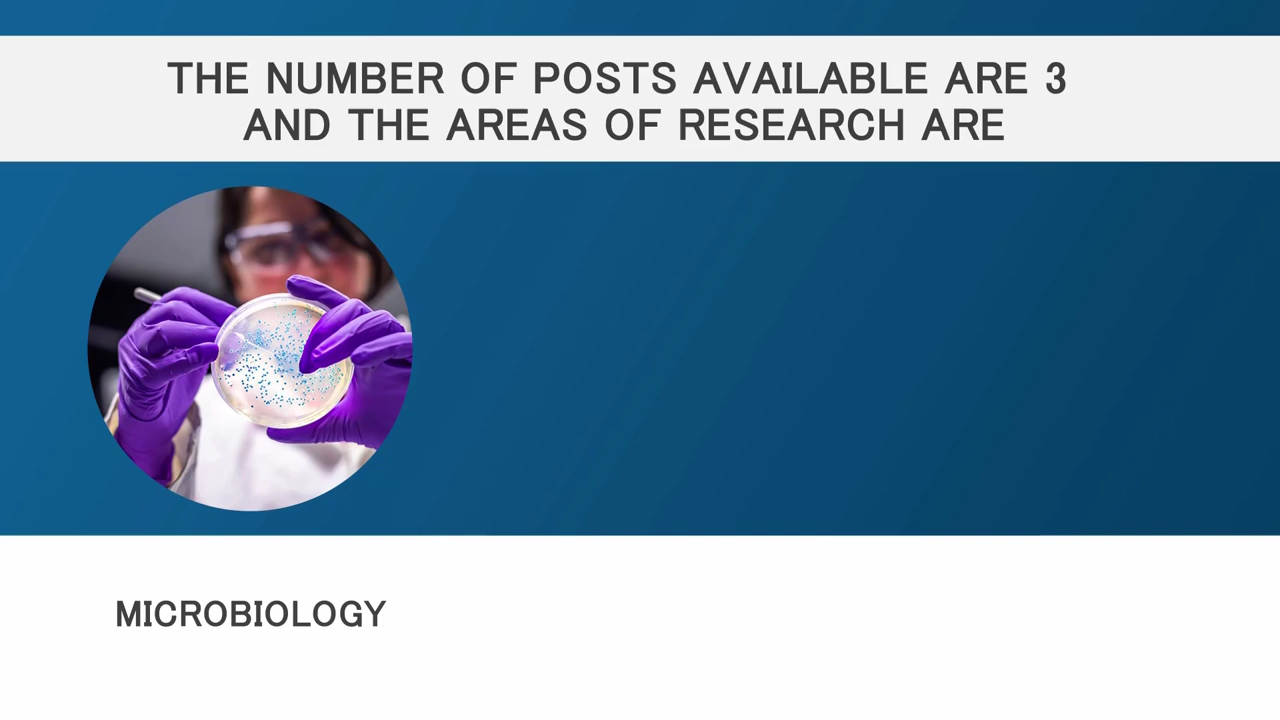 THE NUMBER OF POSTS AVAILABLE ARE 3
AND THE AREAS OF RESEARCH ARE
MICROBIOLOGY